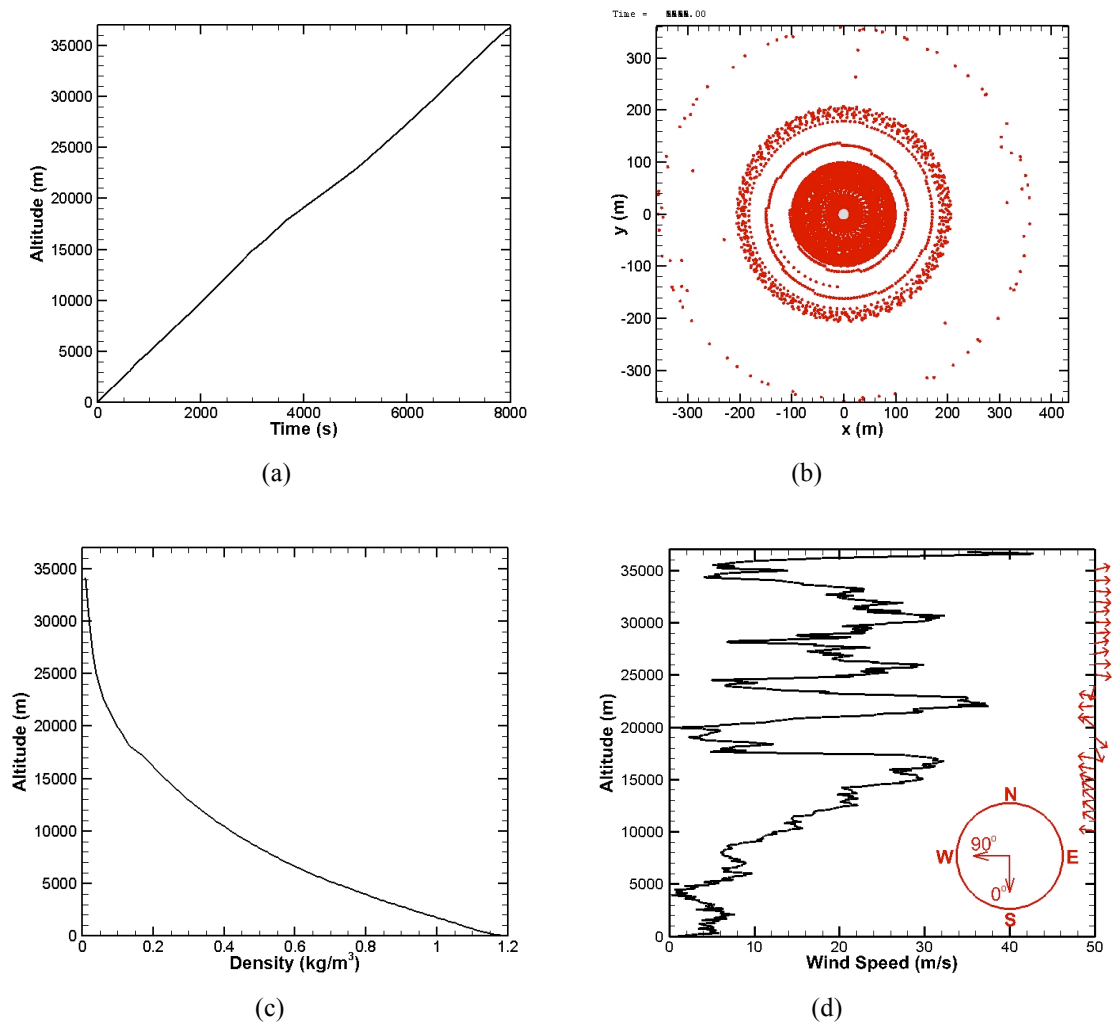 35000
30000
25000
20000
15000
10000
5000
0
Altitude (m)
0 2000 4000 6000 8000
Time (s)
(a)
Time = .00
300
200
100
0
-100
-200
-300
y (m)
-300 -200 -100 0 100 200 300 400
x (m)
(b)
35000
30000
25000
20000
15000
10000
5000
0
Altitude (m)
0 0.2 0.4 0.6 0.8 1 1.2
Density (kg/m³)
(c)
35000
30000
25000
20000
15000
10000
5000
0
Altitude (m)
N
W 90° E
0°
S
0 10 20 30 40 50
Wind Speed (m/s)
(d)